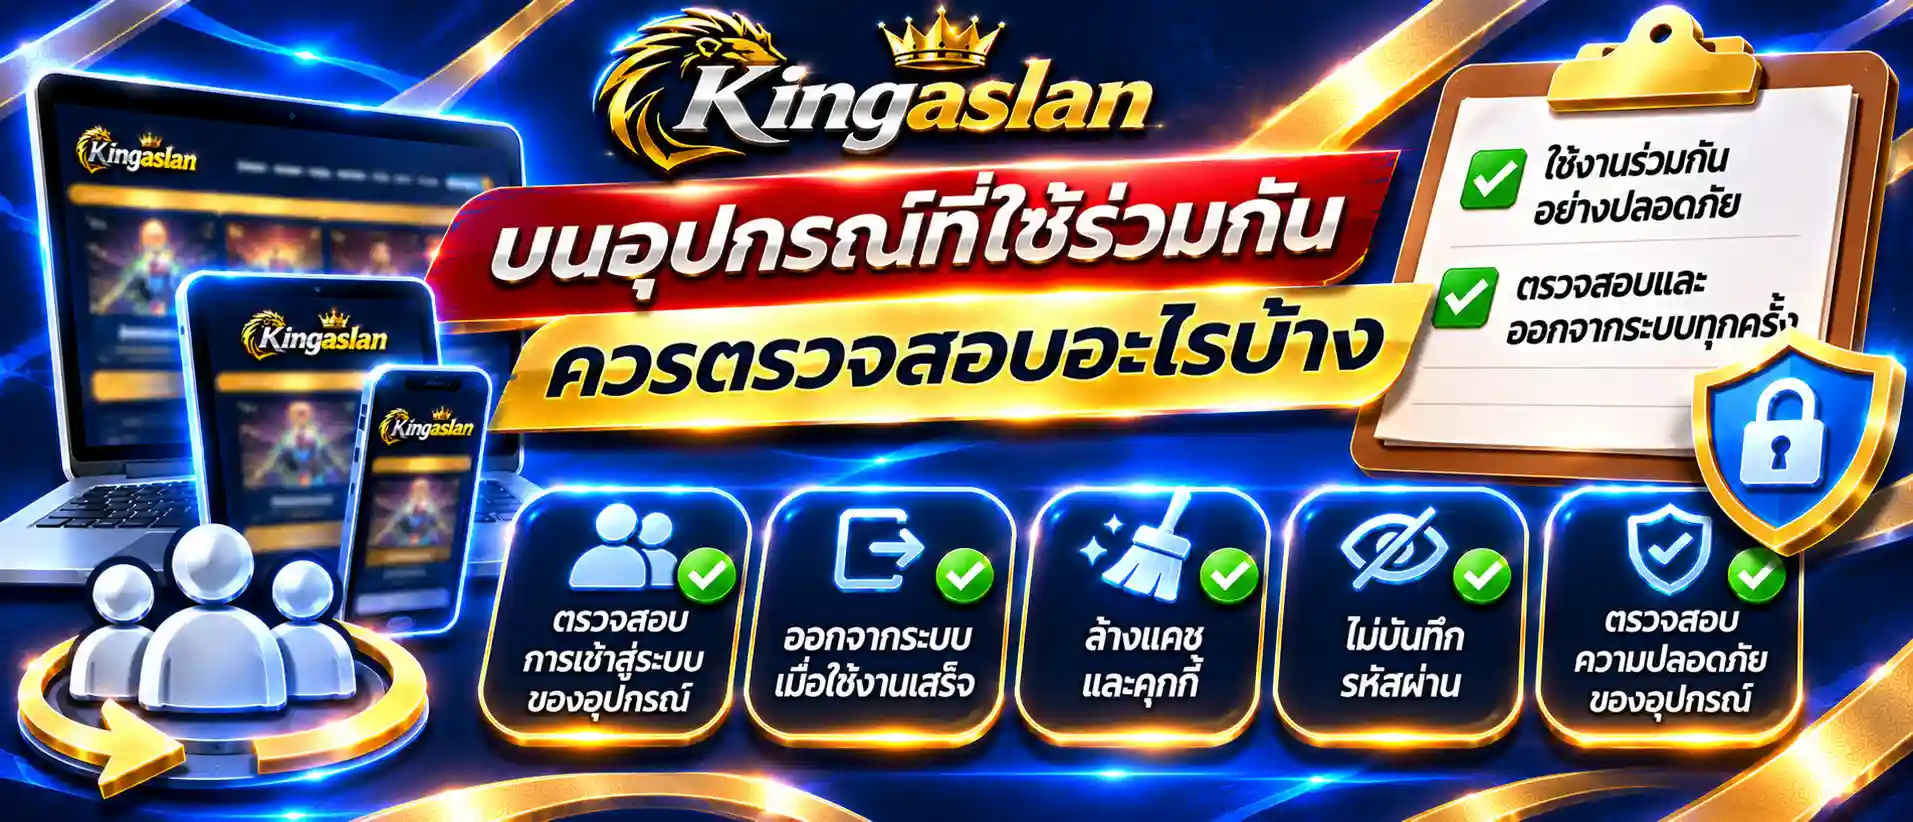 Kingaslan
บนอุปกรณ์ที่ใช้ร่วมกัน
ควรตรวจสอบอะไรบ้าง
Kingaslan
Kingaslan
Kingaslan
ใช้งานร่วมกัน
อย่างปลอดภัย
ตรวจสอบและ
ออกจากระบบทุกครั้ง
ตรวจสอบ
การเข้าสู่ระบบ
ของอุปกรณ์
ออกจากระบบ
เมื่อใช้งานเสร็จ
ล้างแคช
และคุกกี้
ไม่บันทึก
รหัสผ่าน
ตรวจสอบ
ความปลอดภัย
ของอุปกรณ์